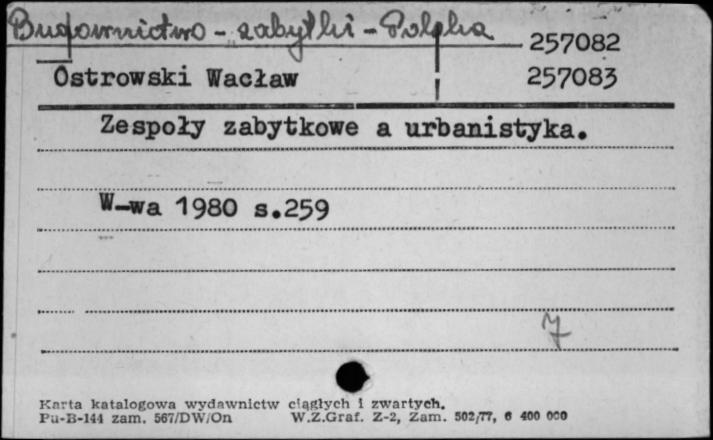 Budownictwo - zabytki - Polska
257082
Ostrowski Wacław 257083
Zespoły zabytkowe a urbanistyka.
W-wa 1980 s.259
7
Karta katalogowa wydawnictw ciągłych i zwartych.
Pu-B-144 zam. 567/DW/On W.Z.Graf. Z-2, Zam. 502/77, 6 400 000